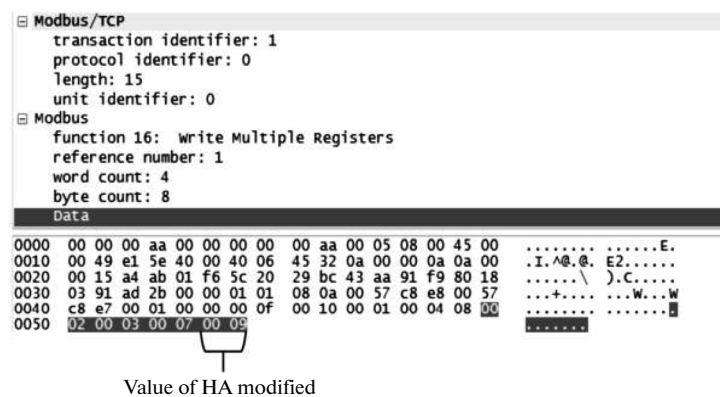 Modbus/TCP
transaction identifier: 1
protocol identifier: 0
length: 15
unit identifier: 0
Modbus
function 16: Write Multiple Registers
reference number: 1
word count: 4
byte count: 8
Data
0000 00 00 00 aa 00 00 00 00 00 aa 00 05 08 00 45 00 ........ ......E.
0010 00 49 e1 5e 40 00 40 06 45 32 0a 00 00 0a 0a 00 .I.^@.@. E2......
0020 00 15 a4 ab 01 f6 5c 20 29 bc 43 aa 91 f9 80 18 ......\ ).C.....
0030 03 91 ad 2b 00 00 01 01 08 0a 00 57 c8 e8 00 57 ...+.... ...W...W
0040 c8 e7 00 01 00 00 00 0f 00 10 00 01 00 04 08 00 ........ ........
0050 02 00 03 00 07 00 09 .......
Value of HA modified